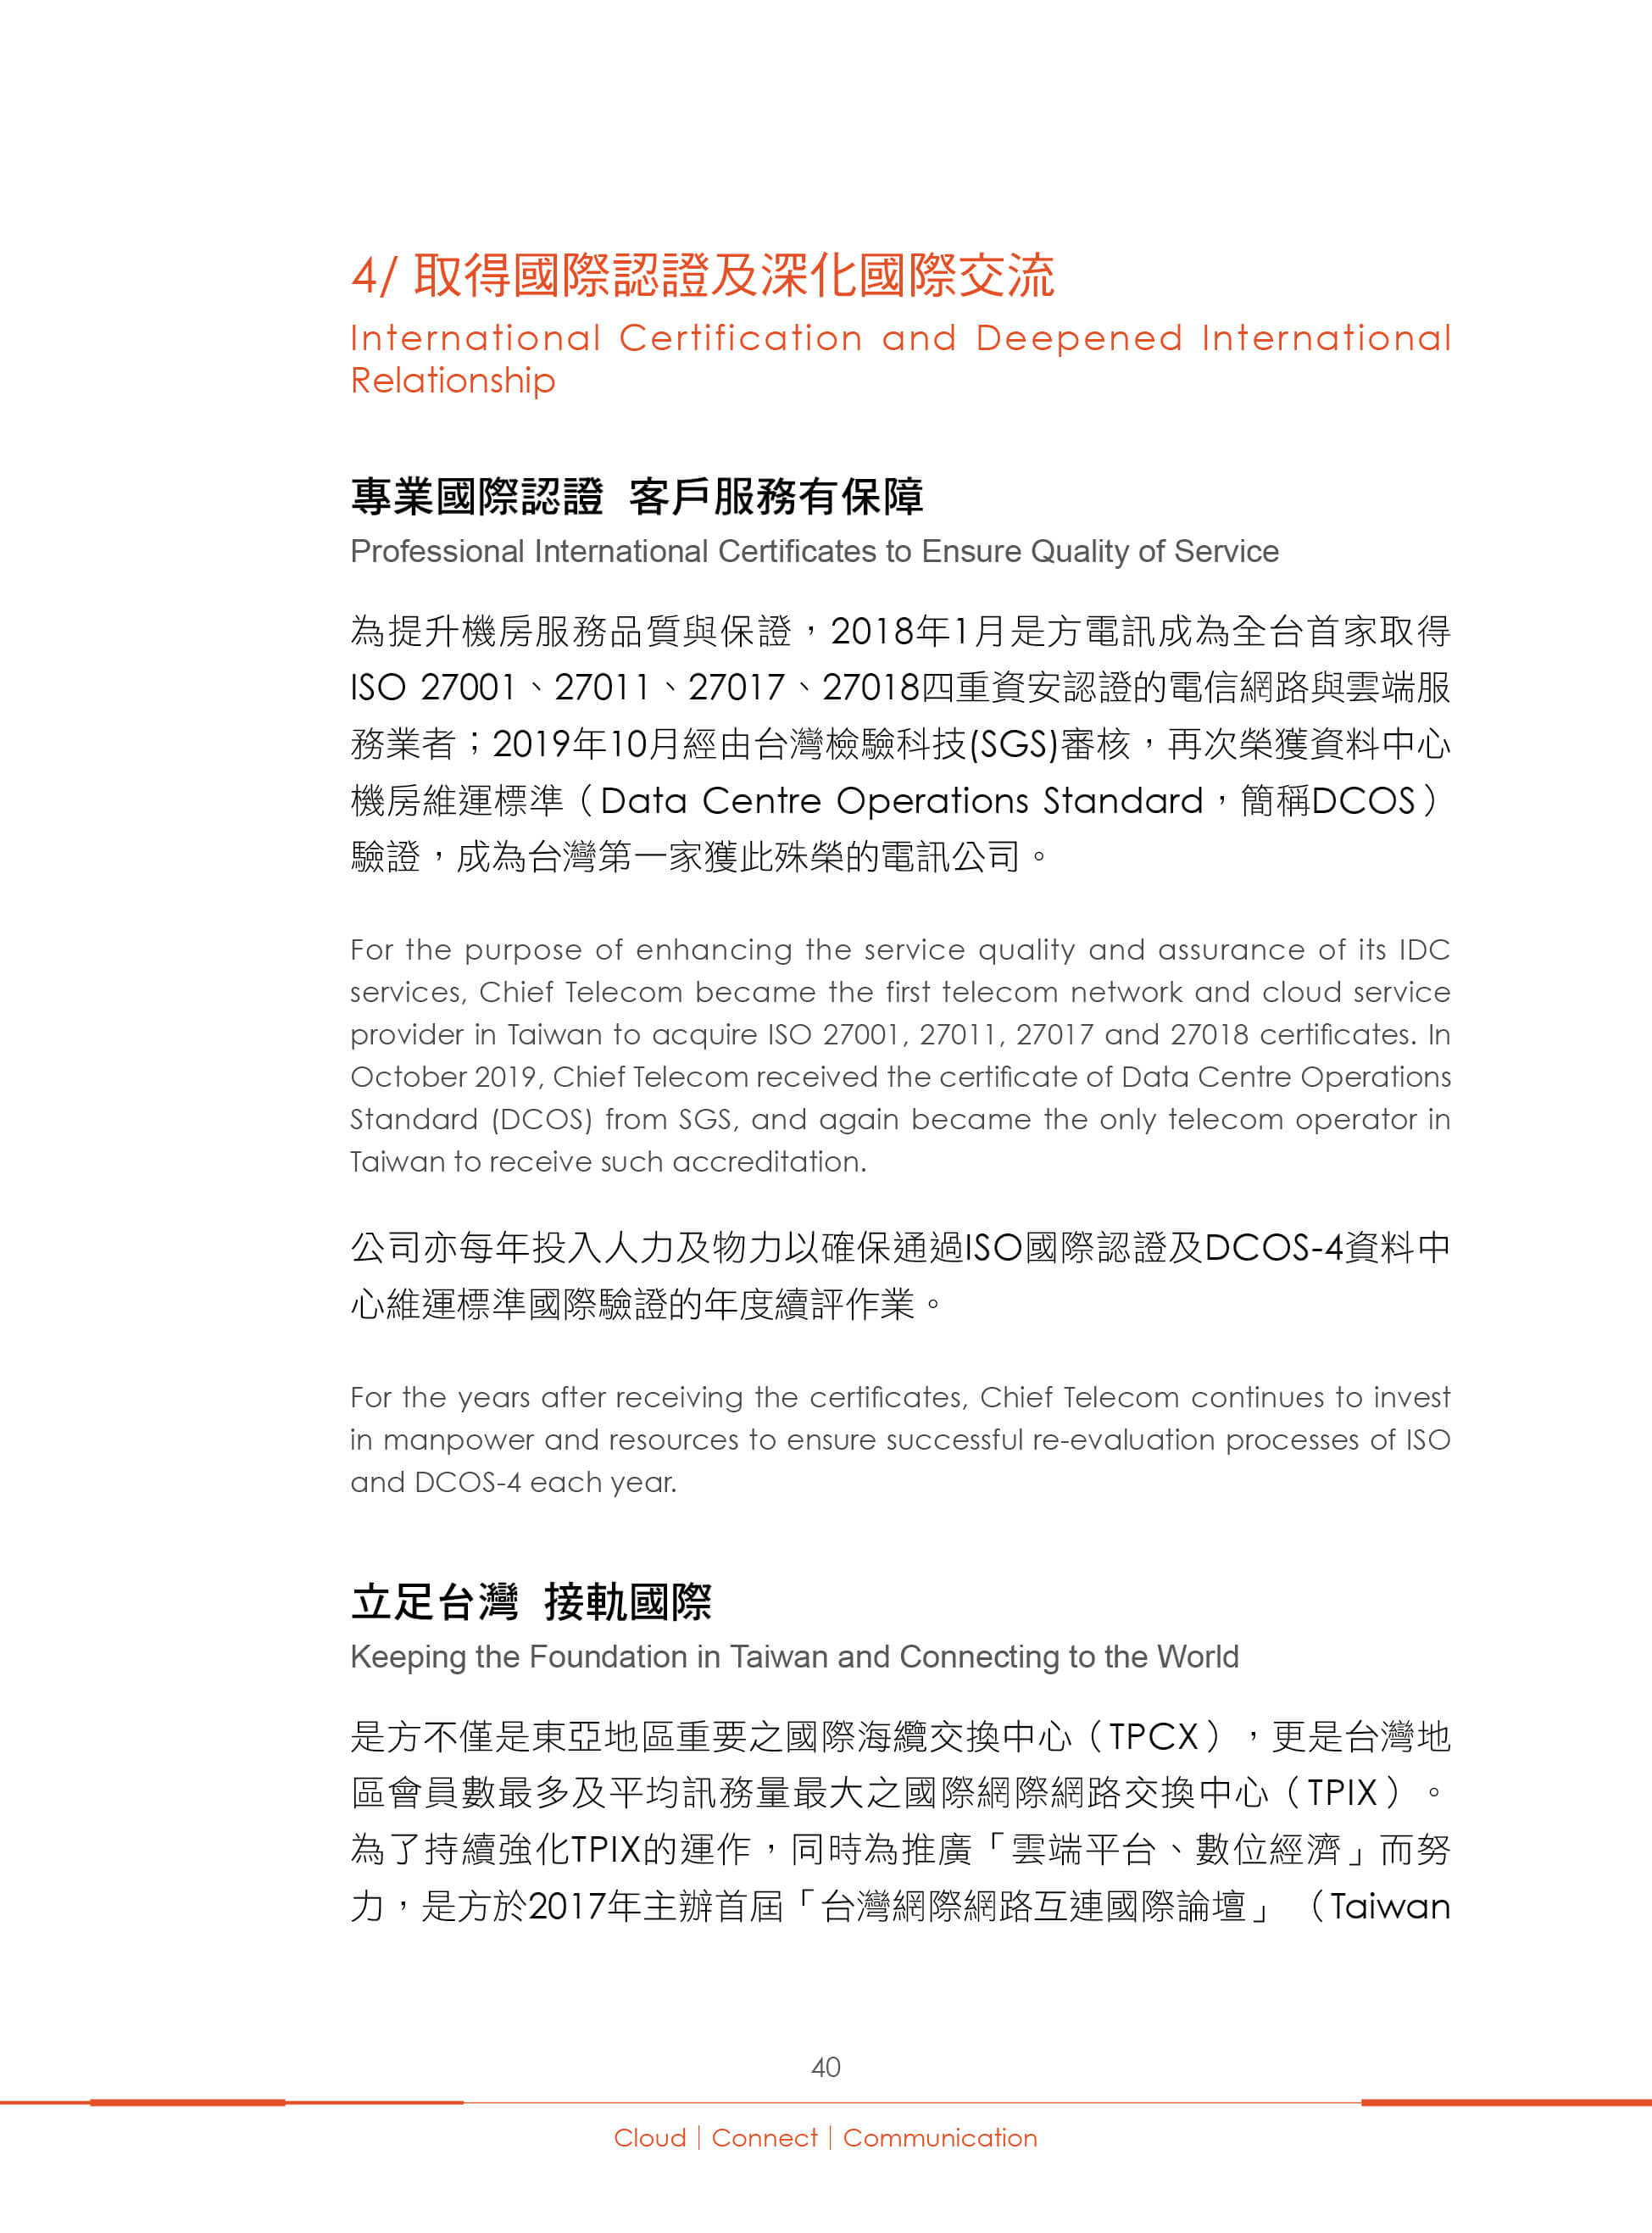 4/ 取得國際認證及深化國際交流
International Certification and Deepened International
Relationship
專業國際認證 客戶服務有保障
Professional International Certificates to Ensure Quality of Service
為提升機房服務品質與保證，2018年1月是方電訊成為全台首家取得
ISO 27001、27011、27017、27018四重資安認證的電信網路與雲端服
務業者；2019年10月經由台灣檢驗科技(SGS)審核，再次榮獲資料中心
機房維運標準（Data Centre Operations Standard，簡稱DCOS）
驗證，成為台灣第一家獲此殊榮的電訊公司。
For the purpose of enhancing the service quality and assurance of its IDC
services, Chief Telecom became the first telecom network and cloud service
provider in Taiwan to acquire ISO 27001, 27011, 27017 and 27018 certificates. In
October 2019, Chief Telecom received the certificate of Data Centre Operations
Standard (DCOS) from SGS, and again became the only telecom operator in
Taiwan to receive such accreditation.
公司亦每年投入人力及物力以確保通過ISO國際認證及DCOS-4資料中
心維運標準國際驗證的年度續評作業。
For the years after receiving the certificates, Chief Telecom continues to invest
in manpower and resources to ensure successful re-evaluation processes of ISO
and DCOS-4 each year.
立足台灣 接軌國際
Keeping the Foundation in Taiwan and Connecting to the World
是方不僅是東亞地區重要之國際海纜交換中心（TPCX），更是台灣地
區會員數最多及平均訊務量最大之國際網際網路交換中心（TPIX）。
為了持續強化TPIX的運作，同時為推廣「雲端平台、數位經濟」而努
力，是方於2017年主辦首屆「台灣網際網路互連國際論壇」（Taiwan
40
Cloud｜Connect｜Communication